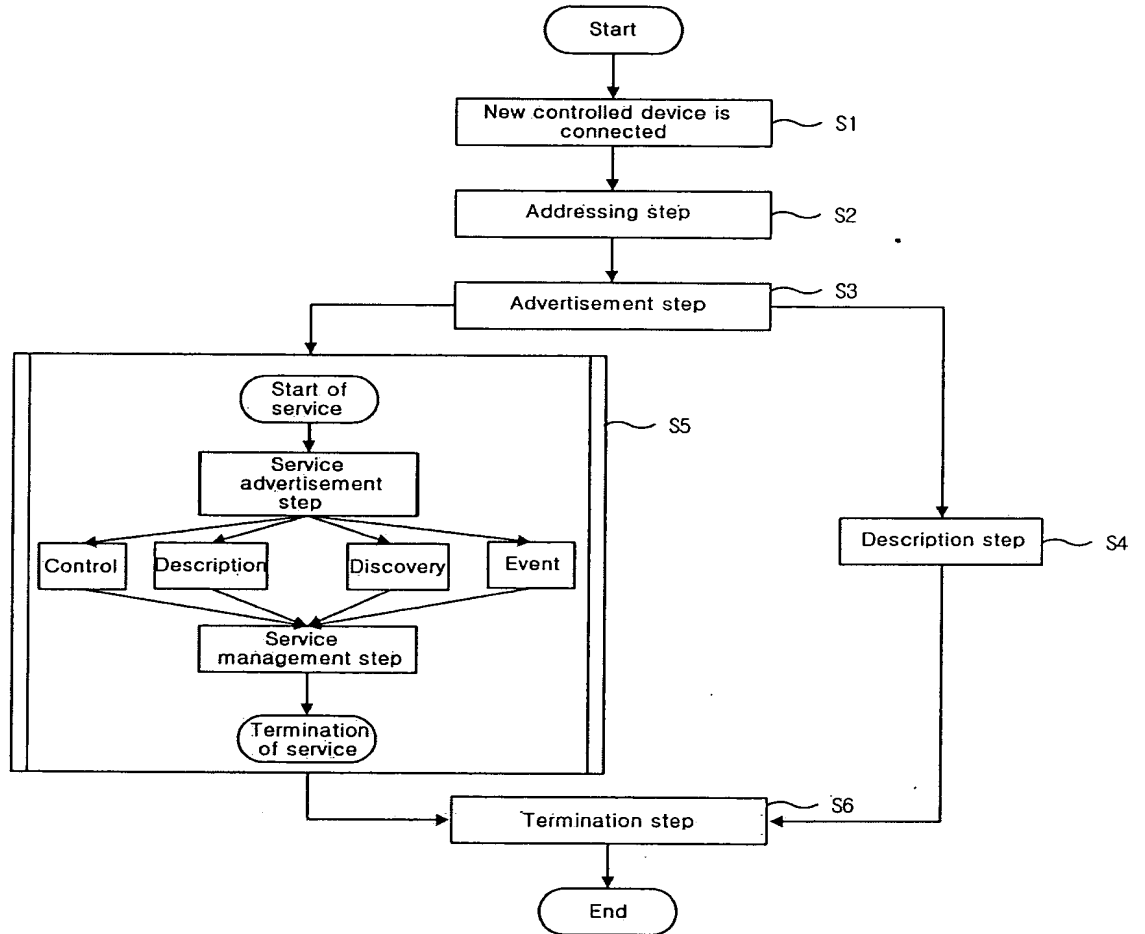 Start
New controlled device is
connected
S1
Addressing step
S2
Advertisement step
S3
Start of
service
S5
Service
advertisement
step
Control
Description
Discovery
Event
Description step
S4
Service
management step
Termination
of service
Termination step
S6
End